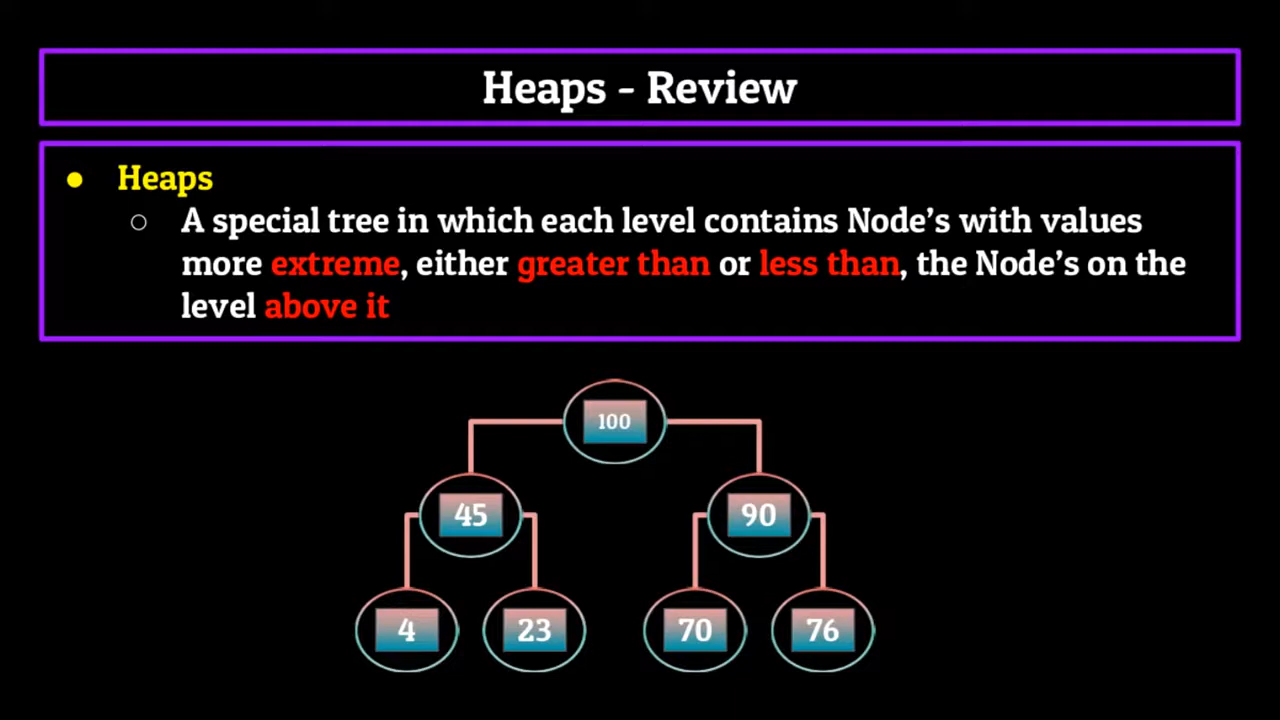 Heaps - Review
● Heaps
○ A special tree in which each level contains Node's with values
more extreme, either greater than or less than, the Node's on the
level above it
100
45 90
4 23 70 76